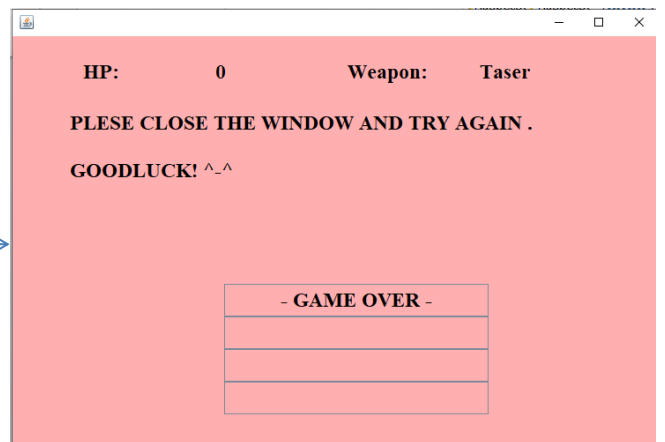 HP: 0 Weapon: Taser
PLESE CLOSE THE WINDOW AND TRY AGAIN .
GOODLUCK! ^-^
- GAME OVER -